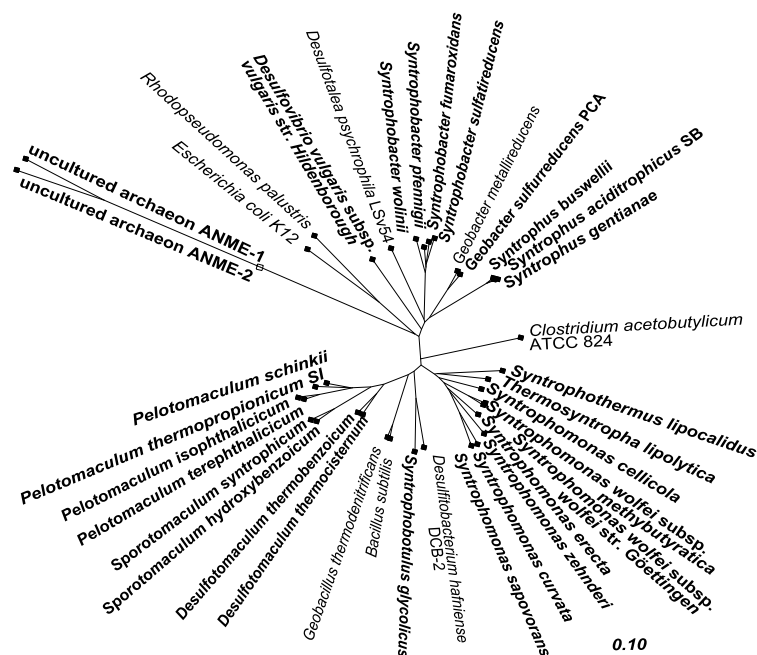 uncultured archaeon ANME-1
uncultured archaeon ANME-2
Rhodopseudomonas palustris
Escherichia coli K12
Desulfovibrio vulgaris subsp.
vulgaris str. Hildenborough
Desulfotalea psychrophila LSv54
Syntrophobacter wolinii
Syntrophobacter pfennigii
Syntrophobacter fumaroxidans
Syntrophobacter sulfatireducens
Geobacter metallireducens
Geobacter sulfurreducens PCA
Syntrophus buswellii
Syntrophus aciditrophicus SB
Syntrophus gentianae
Clostridium acetobutylicum
ATCC 824
Syntrophothermus lipocalidus
Thermosyntropha lipolytica
Syntrophomonas cellicola
Syntrophomonas wolfei subsp.
methybutyratica
Syntrophomonas wolfei subsp.
wolfei str. Göettingen
Syntrophomonas erecta
Syntrophomonas zehnderi
Syntrophomonas curvata
Syntrophomonas sapovorans
Desulfitobacterium hafniense
DCB-2
Syntrophobotulus glycolicus
Bacillus subtilis
Geobacillus thermodenitrificans
Desulfotomaculum thermocisternum
Desulfotomaculum thermobenzoicum
Sporotomaculum hydroxybenzoicum
Sporotomaculum syntrophicum
Pelotomaculum terephthalicicum
Pelotomaculum isophthalicicum
Pelotomaculum thermopropionicum SI
Pelotomaculum schinkii
0.10